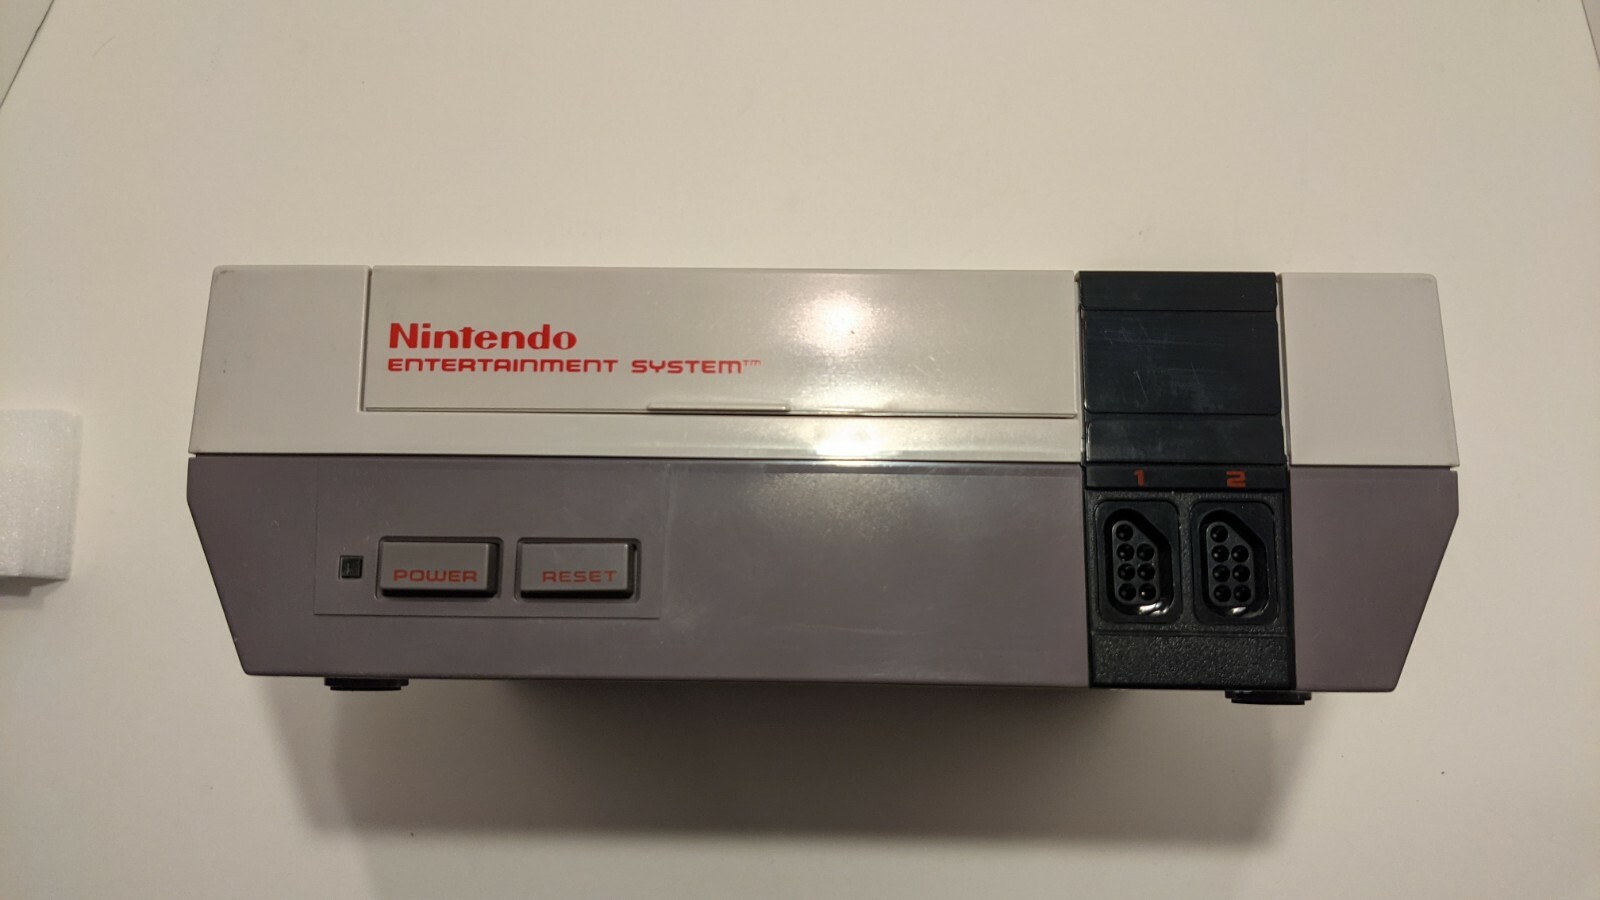 Nintendo
ENTERTAINMENT SYSTEM™
1 2
POWER RESET